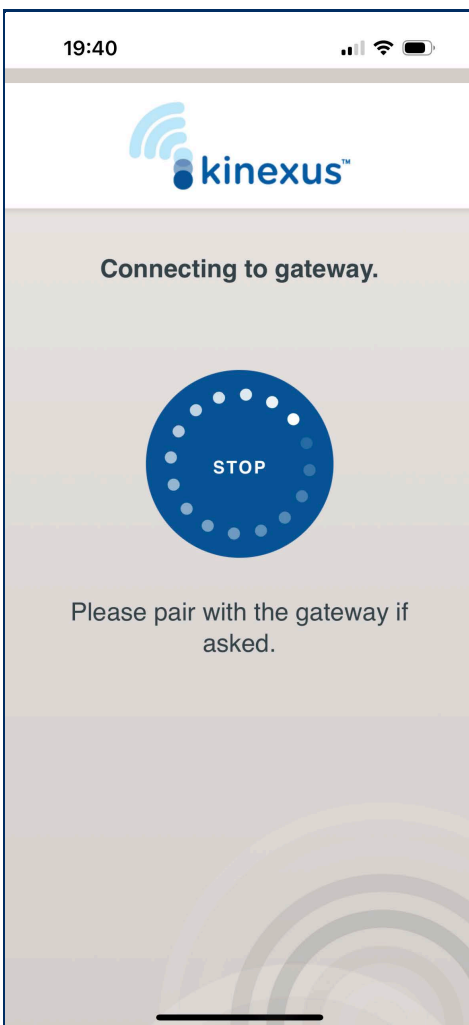 19:40
kinexus™
Connecting to gateway.
STOP
Please pair with the gateway if
asked.